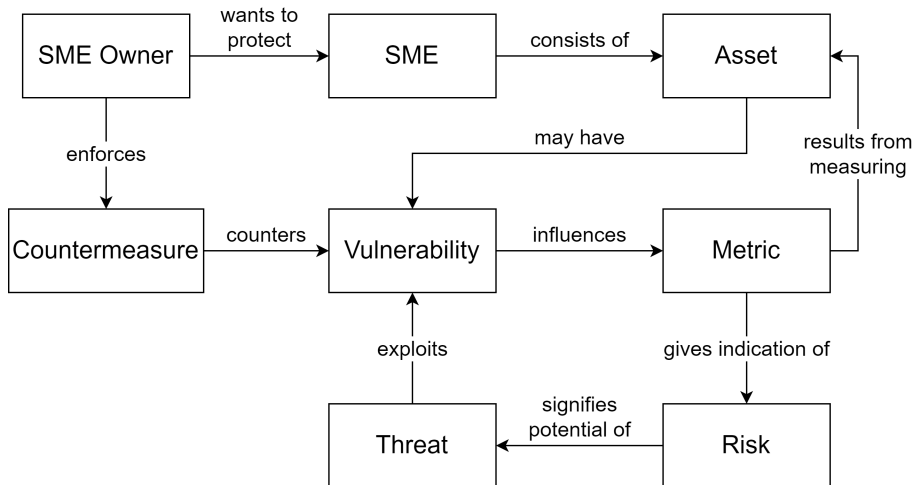 wants to
protect
SME Owner
SME
consists of
Asset
enforces
may have
results from
measuring
Countermeasure
counters
Vulnerability
influences
Metric
exploits
gives indication of
signifies
potential of
Threat
Risk